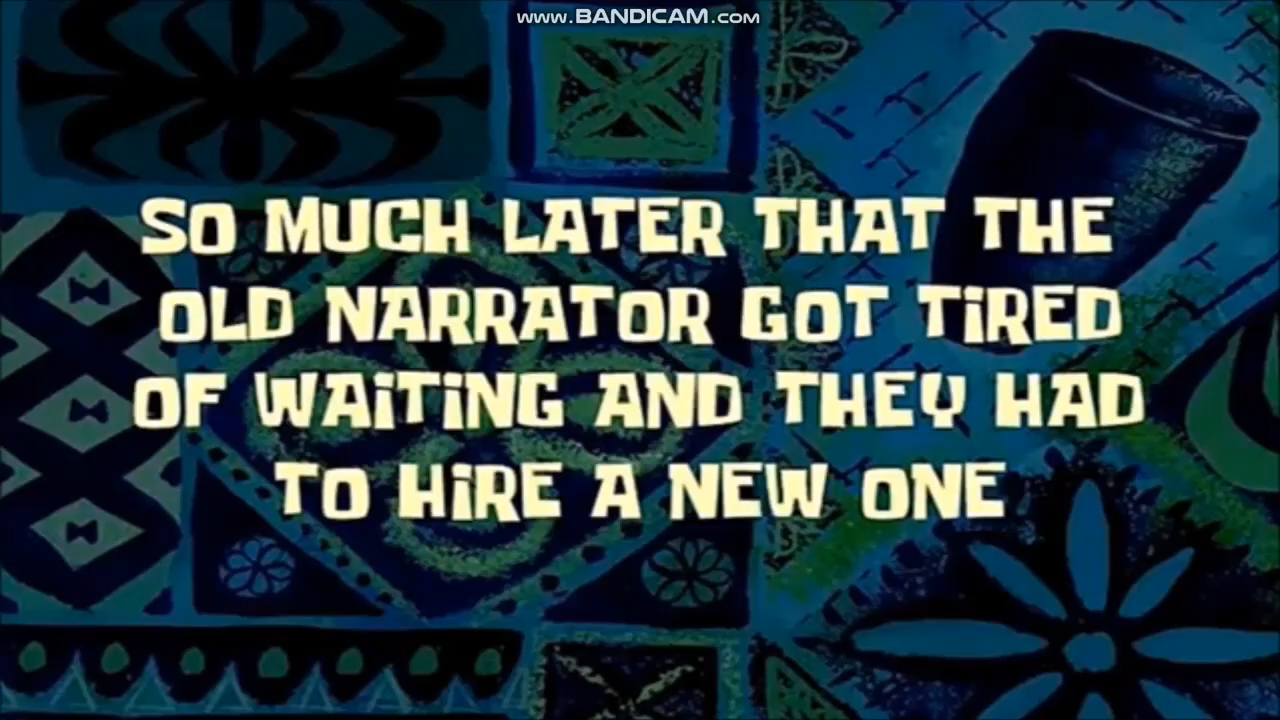 www.BANDICAM.com
SO MUCH LATER THAT THE
OLD NARRATOR GOT TiRED
OF WAiTiNG AND THEY HAD
TO HiRE A NEW ONE